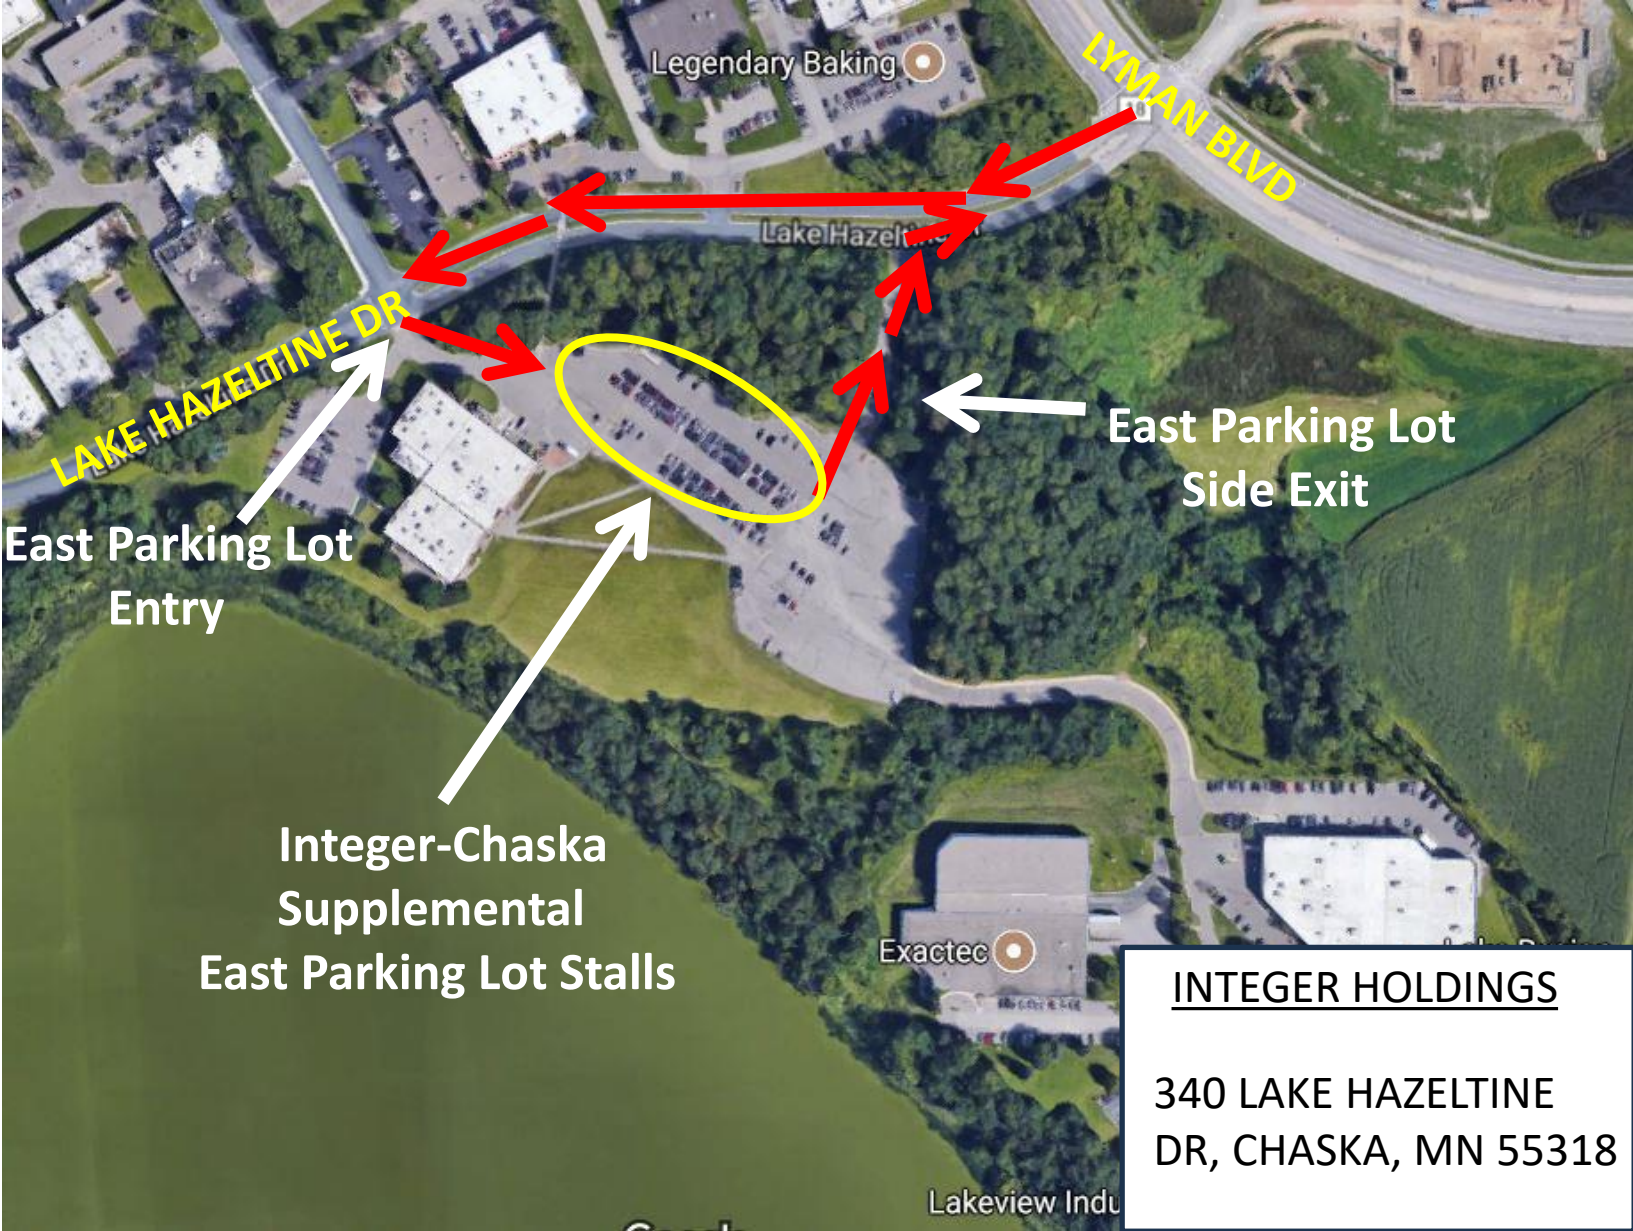 Legendary Baking
LYMAN BLVD
18
Lake
LAKE HAZELTINE DR
East Parking Lot
Side Exit
East Parking Lot
Entry
Integer-Chaska
Supplemental
East Parking Lot Stalls
Exactec
INTEGER HOLDINGS
340 LAKE HAZELTINE
DR, CHASKA, MN 55318
Lakeview Indu